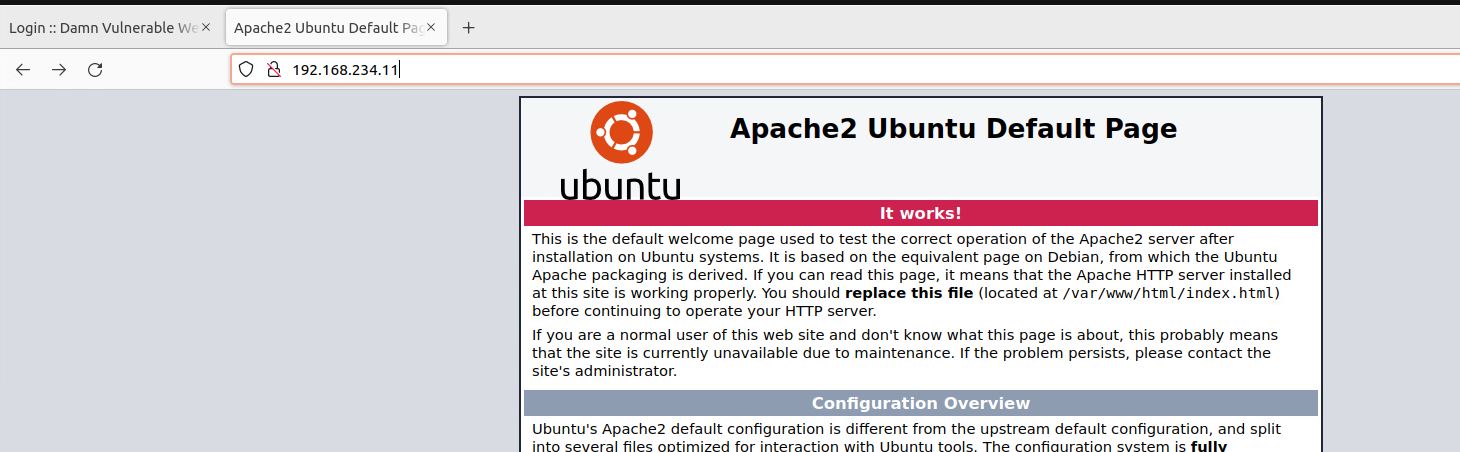 Login :: Damn Vulnerable We
Apache2 Ubuntu Default Pag
192.168.234.11
ubuntu
Apache2 Ubuntu Default Page
It works!
This is the default welcome page used to test the correct operation of the Apache2 server after
installation on Ubuntu systems. It is based on the equivalent page on Debian, from which the Ubuntu
Apache packaging is derived. If you can read this page, it means that the Apache HTTP server installed
at this site is working properly. You should replace this file (located at /var/www/html/index.html)
before continuing to operate your HTTP server.
If you are a normal user of this web site and don't know what this page is about, this probably means
that the site is currently unavailable due to maintenance. If the problem persists, please contact the
site's administrator.
Configuration Overview
Ubuntu's Apache2 default configuration is different from the upstream default configuration, and split
into several files optimized for interaction with Ubuntu tools. The configuration system is fully